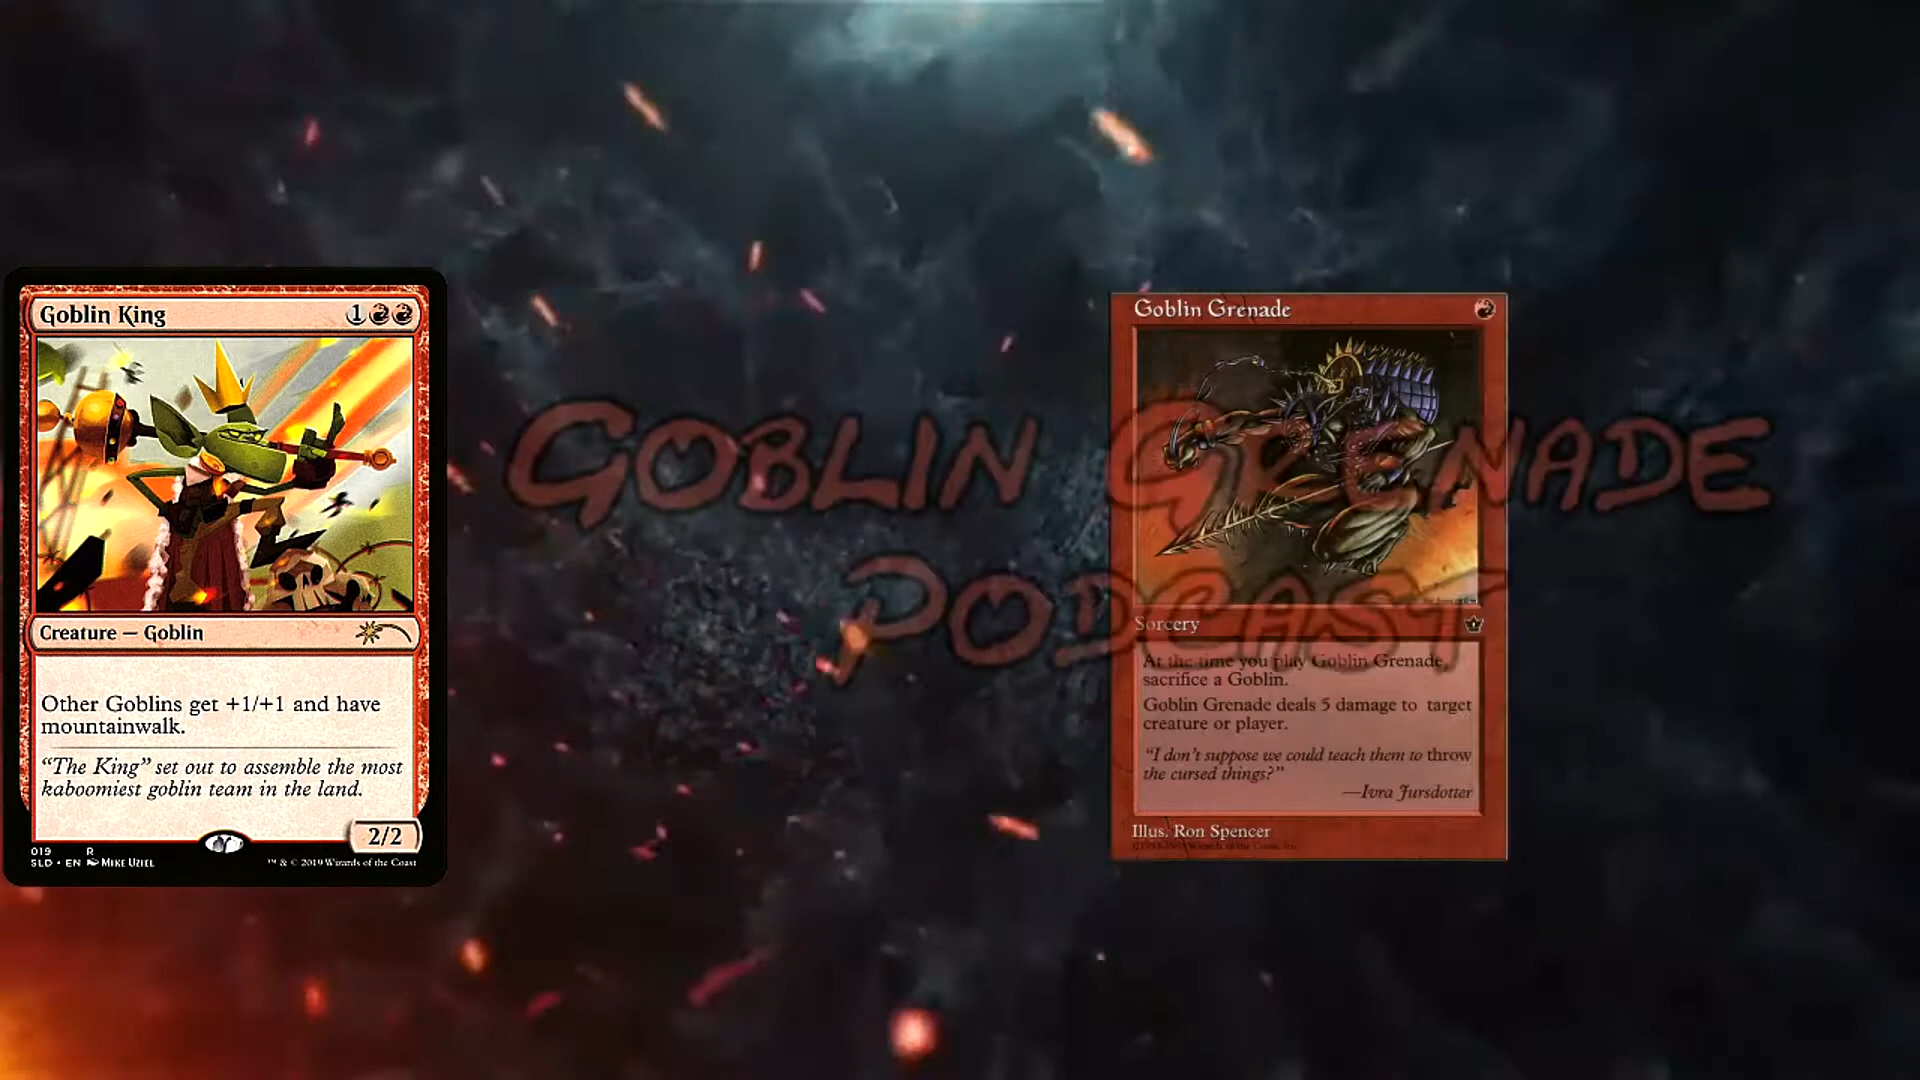 Goblin King 1
Creature — Goblin
Other Goblins get +1/+1 and have
mountainwalk.
“The King” set out to assemble the most
kaboomiest goblin team in the land.
2/2
019 R
SLD • EN MIKE UZIEL
™ & © 2019 Wizards of the Coast
GOBLIN GRENADE
PODCAST
Goblin Grenade
Sorcery
At the time you play Goblin Grenade,
sacrifice a Goblin.
Goblin Grenade deals 5 damage to target
creature or player.
“I don't suppose we could teach them to throw
the cursed things?”
—Ivra Jursdotter
Illus. Ron Spencer